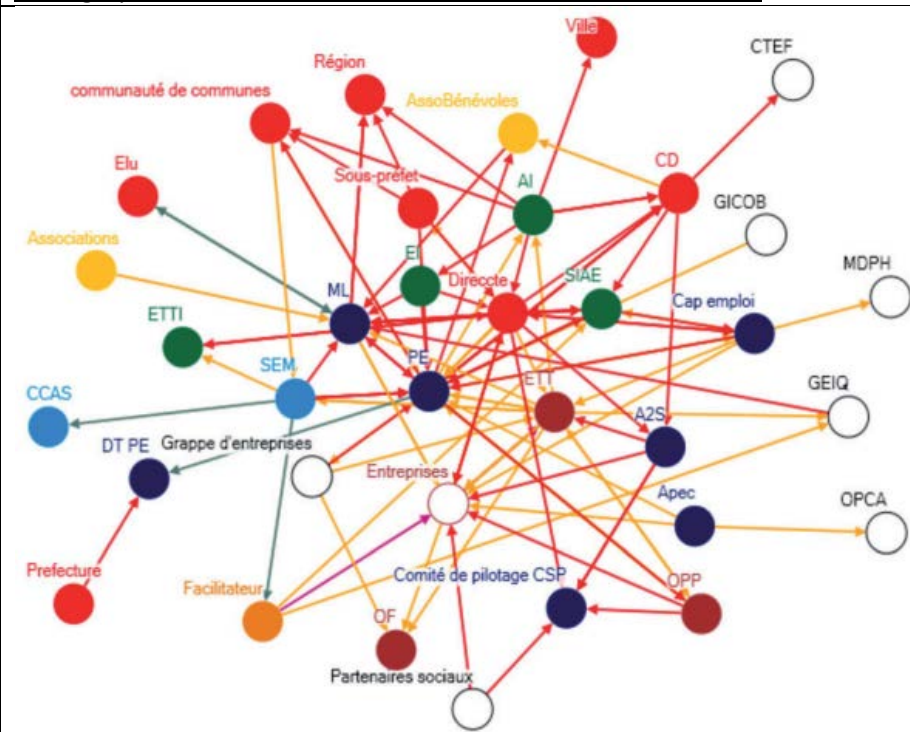 Ville
CTEF
Région
communauté de communes
AssoBénévoles
CD
Elu
Sous-préfet
AI
GICOB
Associations
EI
MDPH
ML
Direccte
SIAE
Cap emploi
ETTI
SEM
PE
ETT
GEIQ
CCAS
A2S
DT PE
Grappe d'entreprises
Entreprises
Apec
OPCA
Prefecture
Facilitateur
Comité de pilotage CSP
OPP
OF
Partenaires sociaux